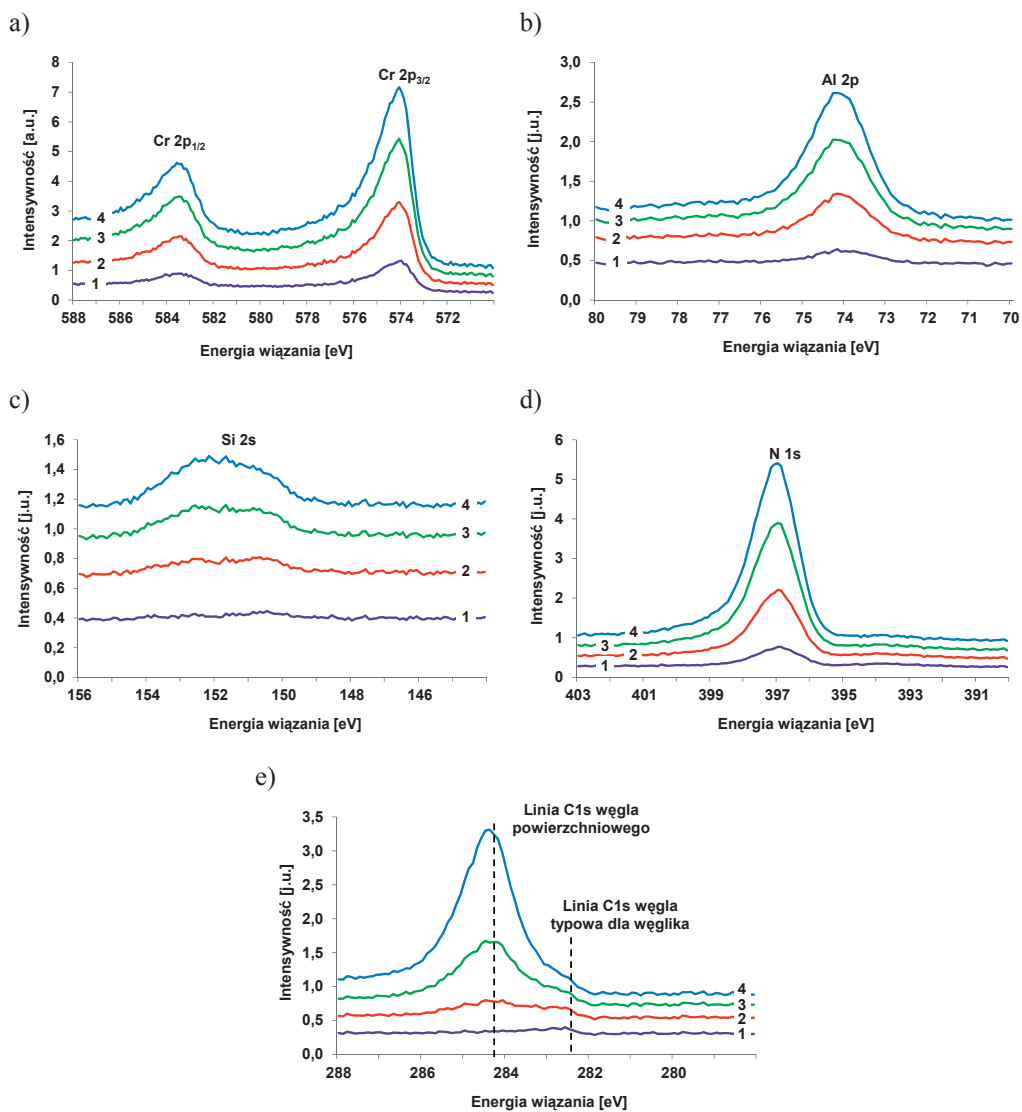 a)
Intensywność [a.u.]
8
7
6
5
4
3
2
1
0
Cr 2p1/2
Cr 2p3/2
4
3
2
1
588 586 584 582 580 578 576 574 572
Energia wiązania [eV]
b)
Intensywność [j.u.]
3,0
2,5
2,0
1,5
1,0
0,5
0,0
Al 2p
4
3
2
1
80 79 78 77 76 75 74 73 72 71 70
Energia wiązania [eV]
c)
Intensywność [j.u.]
1,6
1,4
1,2
1,0
0,8
0,6
0,4
0,2
0,0
Si 2s
4
3
2
1
156 154 152 150 148 146
Energia wiązania [eV]
d)
Intensywność [j.u.]
6
5
4
3
2
1
0
N 1s
4
3
2
1
403 401 399 397 395 393 391
Energia wiązania [eV]
e)
Intensywność [j.u.]
3,5
3,0
2,5
2,0
1,5
1,0
0,5
0,0
Linia C1s węgla
powierzchniowego
Linia C1s węgla
typowa dla węglika
4
3
2
1
288 286 284 282 280
Energia wiązania [eV]